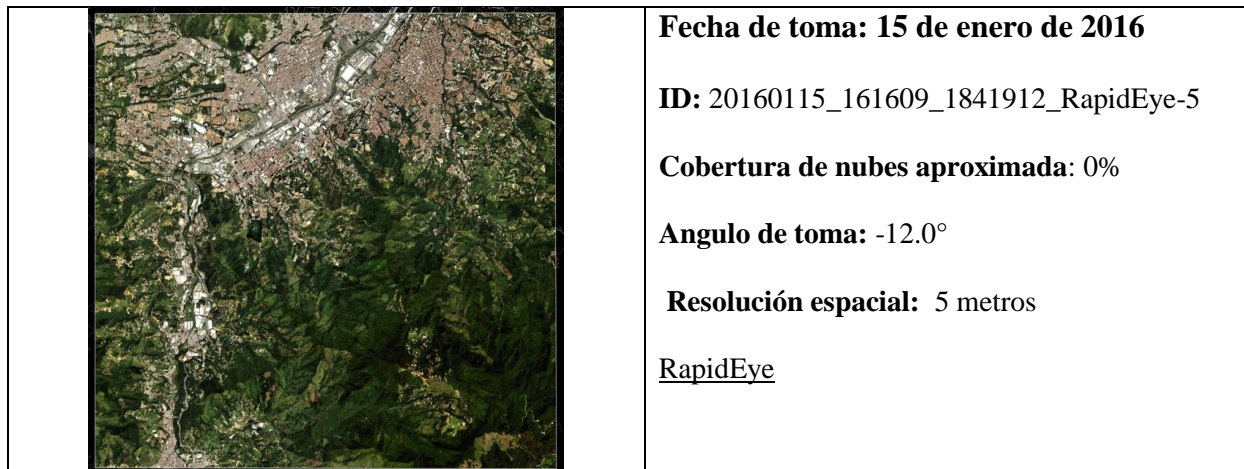 Fecha de toma: 15 de enero de 2016
ID: 20160115_161609_1841912_RapidEye-5
Cobertura de nubes aproximada: 0%
Angulo de toma: -12.0°
Resolución espacial: 5 metros
RapidEye